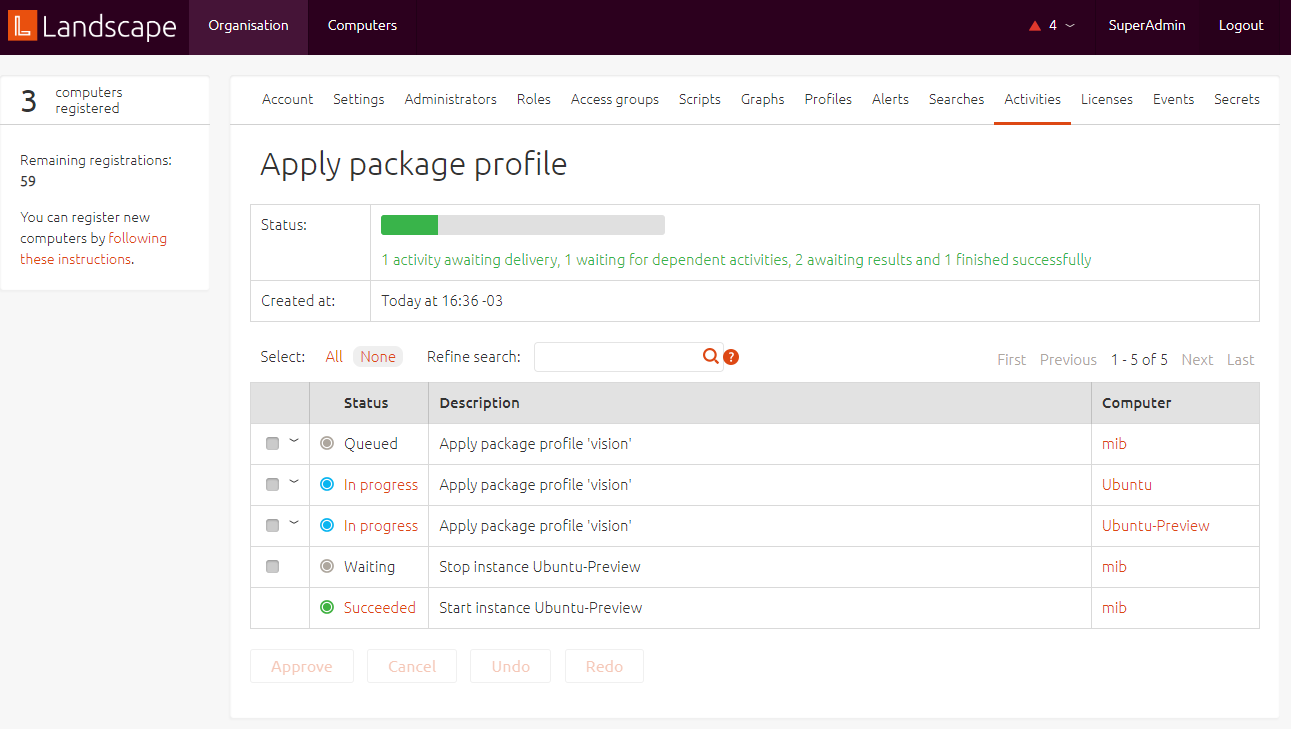 Landscape
Organisation
Computers
4
SuperAdmin
Logout
3 computers
registered
Remaining registrations:
59
You can register new
computers by following
these instructions.
Account Settings Administrators Roles Access groups Scripts Graphs Profiles Alerts Searches Activities Licenses Events Secrets
Apply package profile
Status:
1 activity awaiting delivery, 1 waiting for dependent activities, 2 awaiting results and 1 finished successfully
Created at: Today at 16:36 -03
Select: All None Refine search: ? First Previous 1 - 5 of 5 Next Last
Status Description Computer
Queued Apply package profile 'vision' mib
In progress Apply package profile 'vision' Ubuntu
In progress Apply package profile 'vision' Ubuntu-Preview
Waiting Stop instance Ubuntu-Preview mib
Succeeded Start instance Ubuntu-Preview mib
Approve Cancel Undo Redo